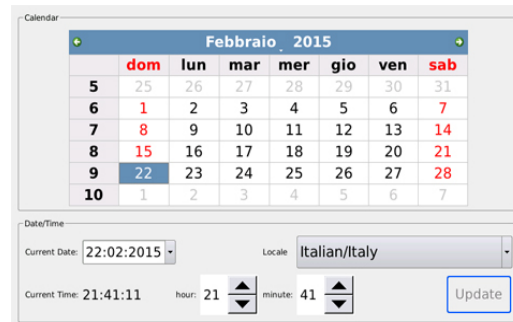 Calendar
Febbraio 2015
dom lun mar mer gio ven sab
5 25 26 27 28 29 30 31
6 1 2 3 4 5 6 7
7 8 9 10 11 12 13 14
8 15 16 17 18 19 20 21
9 22 23 24 25 26 27 28
10 1 2 3 4 5 6 7
Date/Time
Current Date: 22:02:2015 Locale Italian/Italy
Current Time: 21:41:11 hour: 21 minute: 41 Update